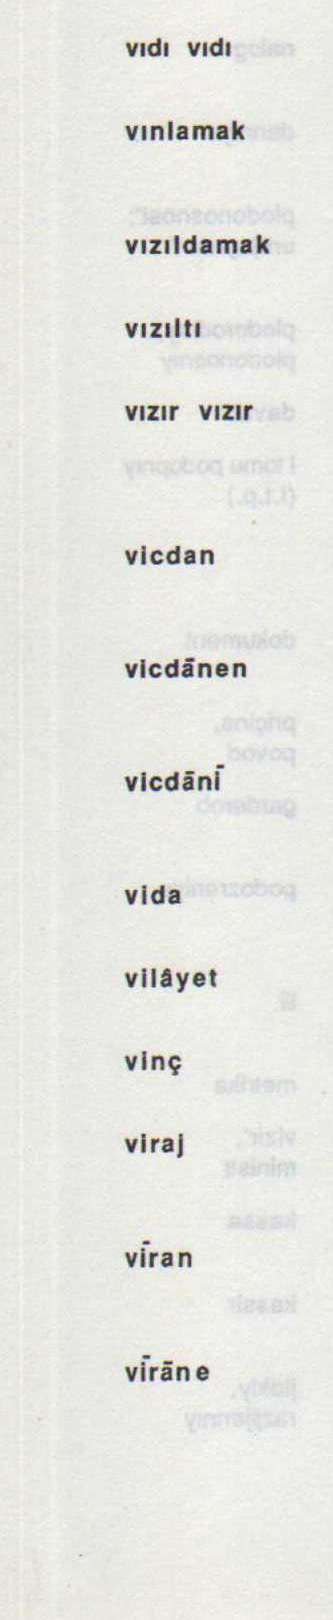 vıdı vıdı
vınlamak
vızıldamak
vızıltı
vızır vızır
vicdan
vicdānen
vicdānī
vida
vilâyet
vinç
viraj
vīran
vīrāne